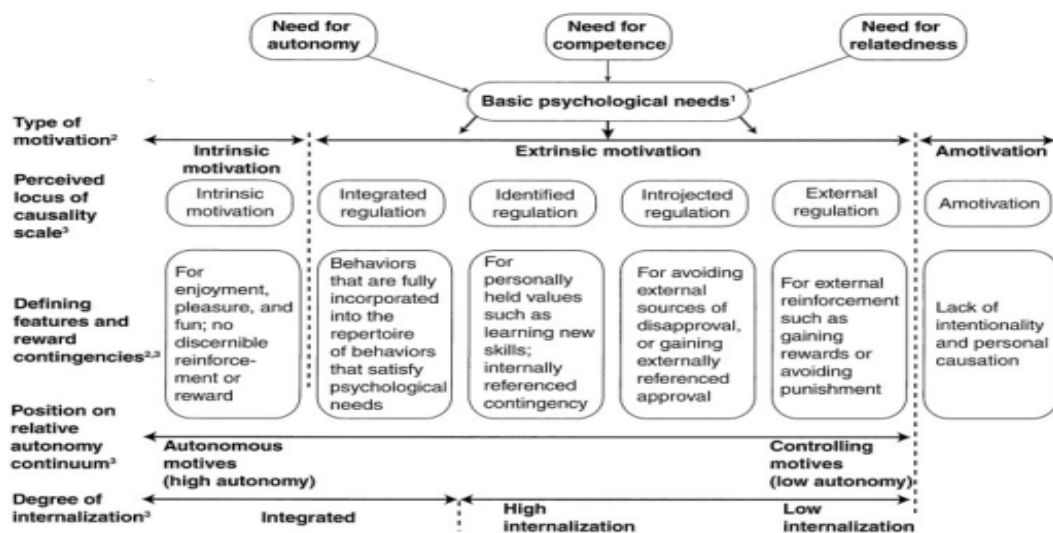 Need for
autonomy
Need for
competence
Need for
relatedness
Basic psychological needs¹
Type of
motivation²
Intrinsic
motivation
Extrinsic motivation
Amotivation
Perceived
locus of
causality
scale³
Intrinsic
motivation
Integrated
regulation
Identified
regulation
Introjected
regulation
External
regulation
Amotivation
Defining
features and
reward
contingencies²,³
For
enjoyment,
pleasure, and
fun; no
discernible
reinforce-
ment or
reward
Behaviors
that are fully
incorporated
into the
repertoire
of behaviors
that satisfy
psychological
needs
For
personally
held values
such as
learning new
skills;
internally
referenced
contingency
For avoiding
external
sources of
disapproval,
or gaining
externally
referenced
approval
For external
reinforcement
such as
gaining
rewards or
avoiding
punishment
Lack of
intentionality
and personal
causation
Position on
relative
autonomy
continuum³
Autonomous
motives
(high autonomy)
Controlling
motives
(low autonomy)
Degree of
internalization³
Integrated
High
internalization
Low
internalization